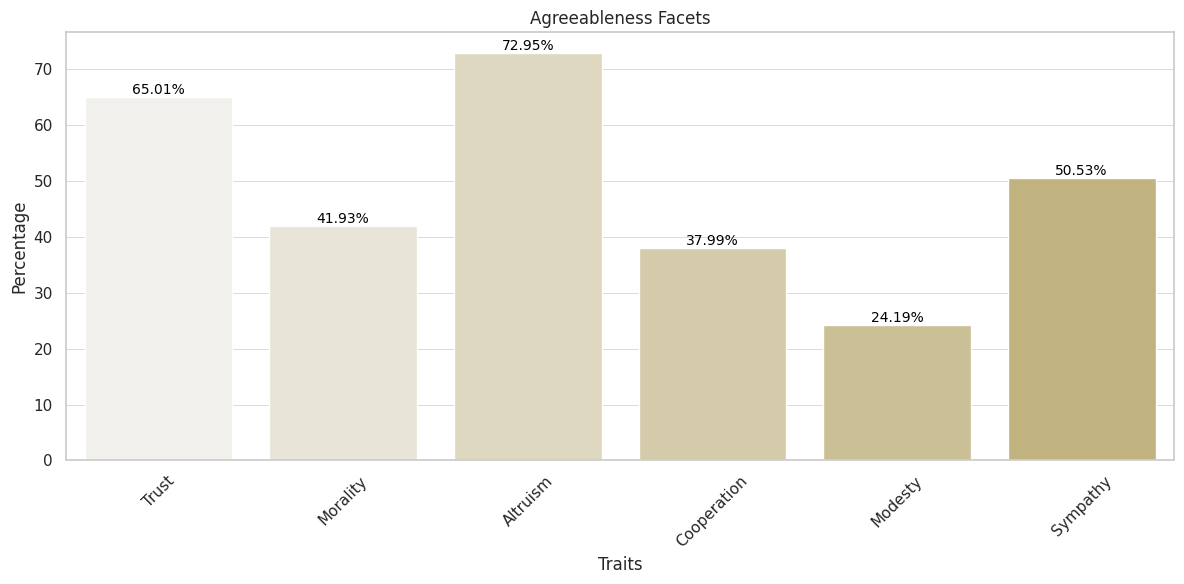 Agreeableness Facets
72.95%
70
65.01%
60
50.53%
50
41.93%
40
37.99%
30
24.19%
20
10
0
Percentage
Trust
Morality
Altruism
Cooperation
Modesty
Sympathy
Traits